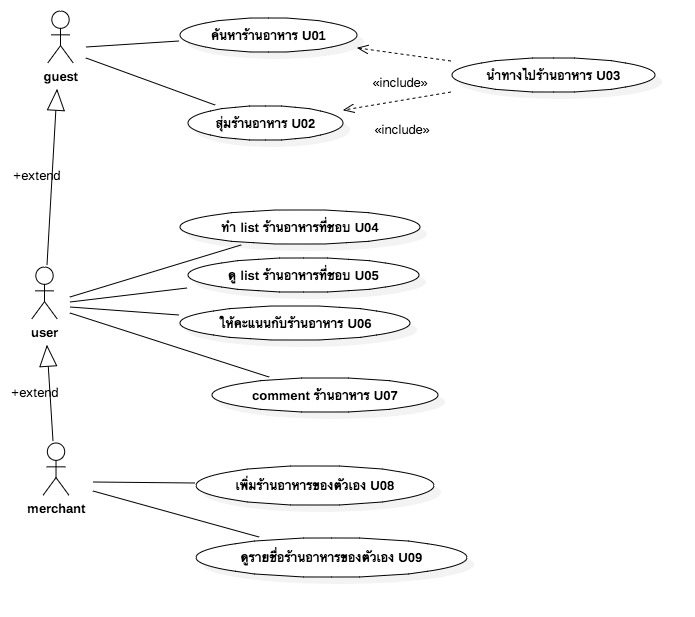 ค้นหาร้านอาหาร U01
นำทางไปร้านอาหาร U03
guest
«include»
สุ่มร้านอาหาร U02
«include»
+extend
ทำ list ร้านอาหารที่ชอบ U04
ดู list ร้านอาหารที่ชอบ U05
ให้คะแนนกับร้านอาหาร U06
user
+extend
comment ร้านอาหาร U07
เพิ่มร้านอาหารของตัวเอง U08
merchant
ดูรายชื่อร้านอาหารของตัวเอง U09